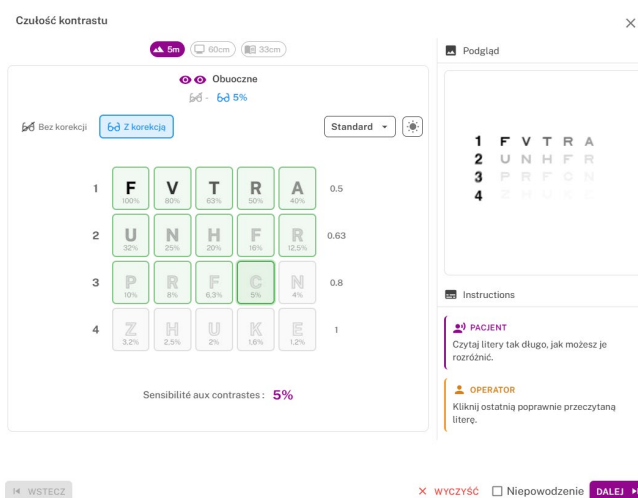 Czułość kontrastu
5m 60cm 33cm
Podgląd
Obuoczne
- 5%
Bez korekcji Z korekcją Standard
1 F 100% V 80% T 63% R 50% A 40% 0.5
2 U 32% N 25% H 20% F 16% R 12,5% 0.63
3 P 10% R 8% F 6,3% C 5% N 4% 0.8
4 Z 3,2% H 2,5% U 2% K 1,6% E 1,2% 1
Sensibilité aux contrastes : 5%
1 F V T R A
2 U N H F R
3 P R F C N
4 Z H U K E
Instructions
PACJENT
Czytaj litery tak długo, jak możesz je
rozróżnić.
OPERATOR
Kliknij ostatnią poprawnie przeczytaną
literę.
WSTECZ WYCZYŚĆ Niepowodzenie DALEJ